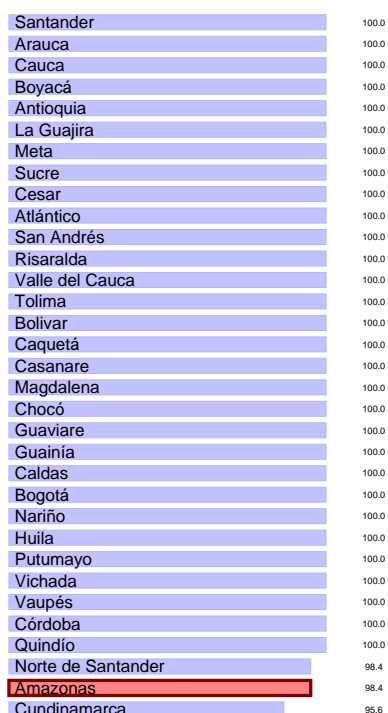 Santander 100.0
Arauca 100.0
Cauca 100.0
Boyacá 100.0
Antioquia 100.0
La Guajira 100.0
Meta 100.0
Sucre 100.0
Cesar 100.0
Atlántico 100.0
San Andrés 100.0
Risaralda 100.0
Valle del Cauca 100.0
Tolima 100.0
Bolivar 100.0
Caquetá 100.0
Casanare 100.0
Magdalena 100.0
Chocó 100.0
Guaviare 100.0
Guainía 100.0
Caldas 100.0
Bogotá 100.0
Nariño 100.0
Huila 100.0
Putumayo 100.0
Vichada 100.0
Vaupés 100.0
Córdoba 100.0
Quindío 100.0
Norte de Santander 98.4
Amazonas 98.4
Cundinamarca 95.6